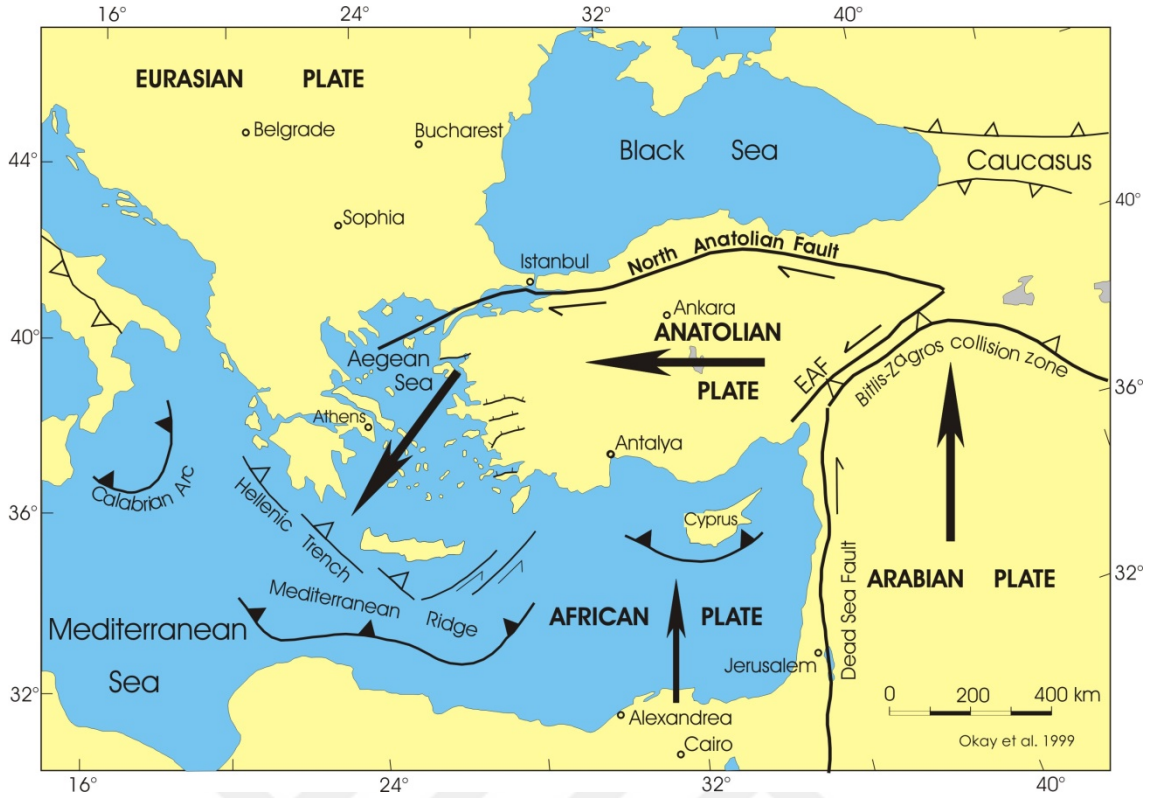 16°
24°
32°
40°
EURASIAN PLATE
Belgrade
Bucharest
Black Sea
Caucasus
44°
40°
Sophia
Istanbul
North Anatolian Fault
Ankara
ANATOLIAN
PLATE
40°
Aegean
Sea
EAF
Bitlis-Zagros collision zone
36°
Athens
Antalya
Calabrian Arc
Hellenic
Trench
36°
Cyprus
Mediterranean
Ridge
AFRICAN PLATE
ARABIAN PLATE
32°
Mediterranean
Sea
Dead Sea Fault
Jerusalem
32°
0 200 400 km
Alexandrea
Cairo
Okay et al. 1999
16°
24°
32°
40°